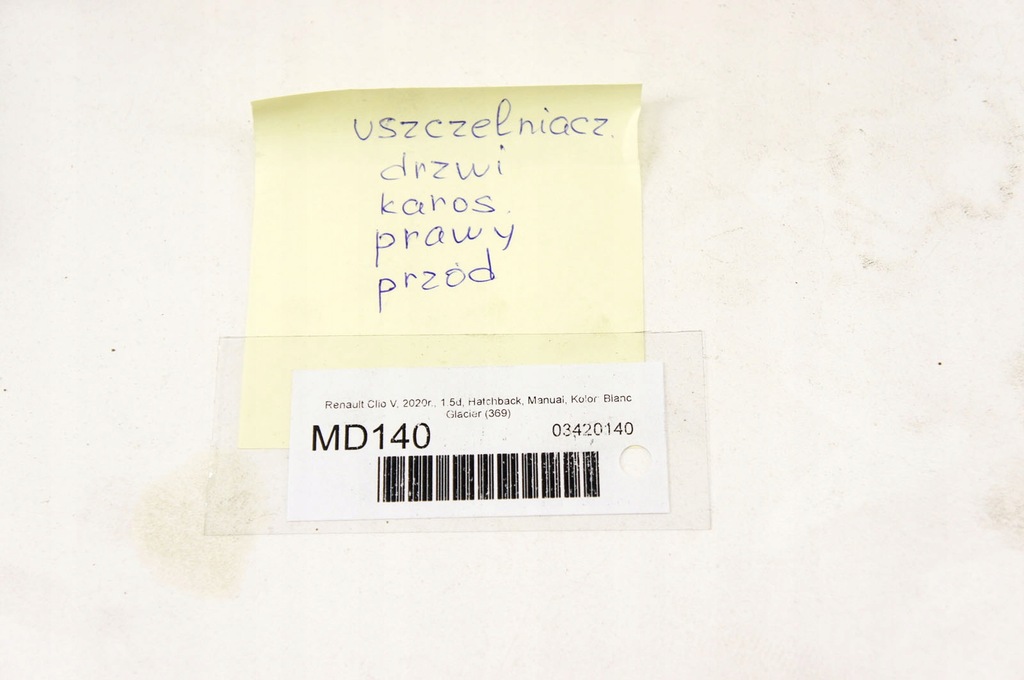 uszczelniacz.
drzwi
karos.
prawy
przód
Renault Clio V, 2020r., 1.5d, Hatchback, Manual, Kolor: Blanc
Glacier (369)
MD140 03420140